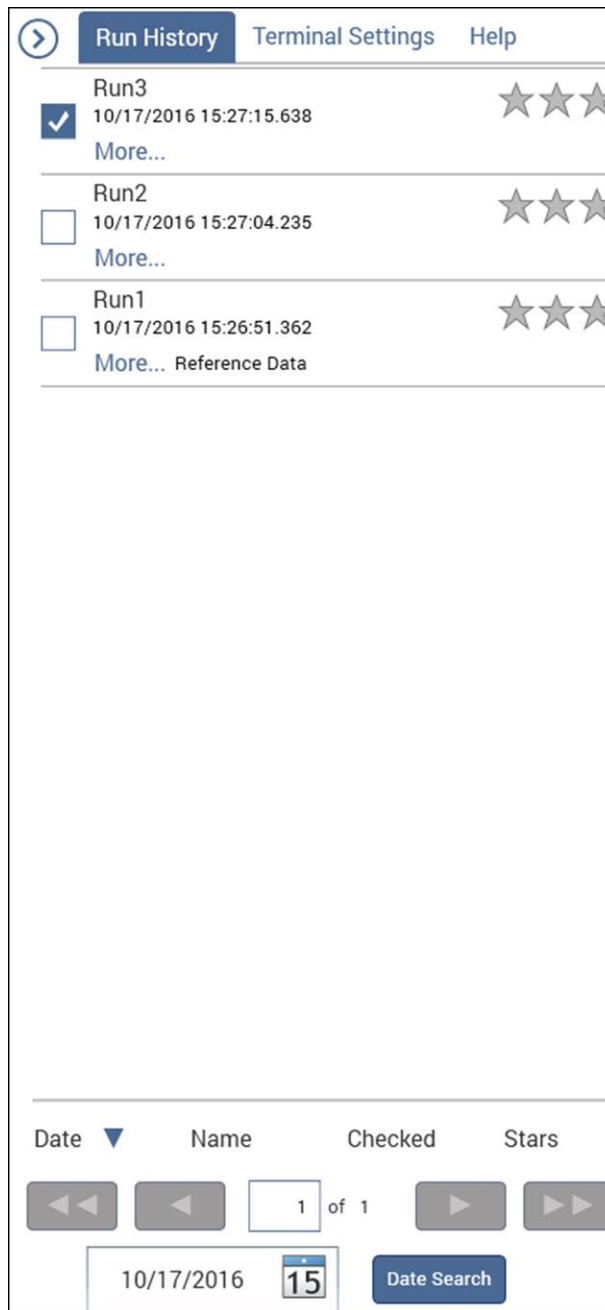 Run History Terminal Settings Help
Run3
10/17/2016 15:27:15.638
More...
Run2
10/17/2016 15:27:04.235
More...
Run1
10/17/2016 15:26:51.362
More... Reference Data
Date Name Checked Stars
1 of 1
10/17/2016 15 Date Search